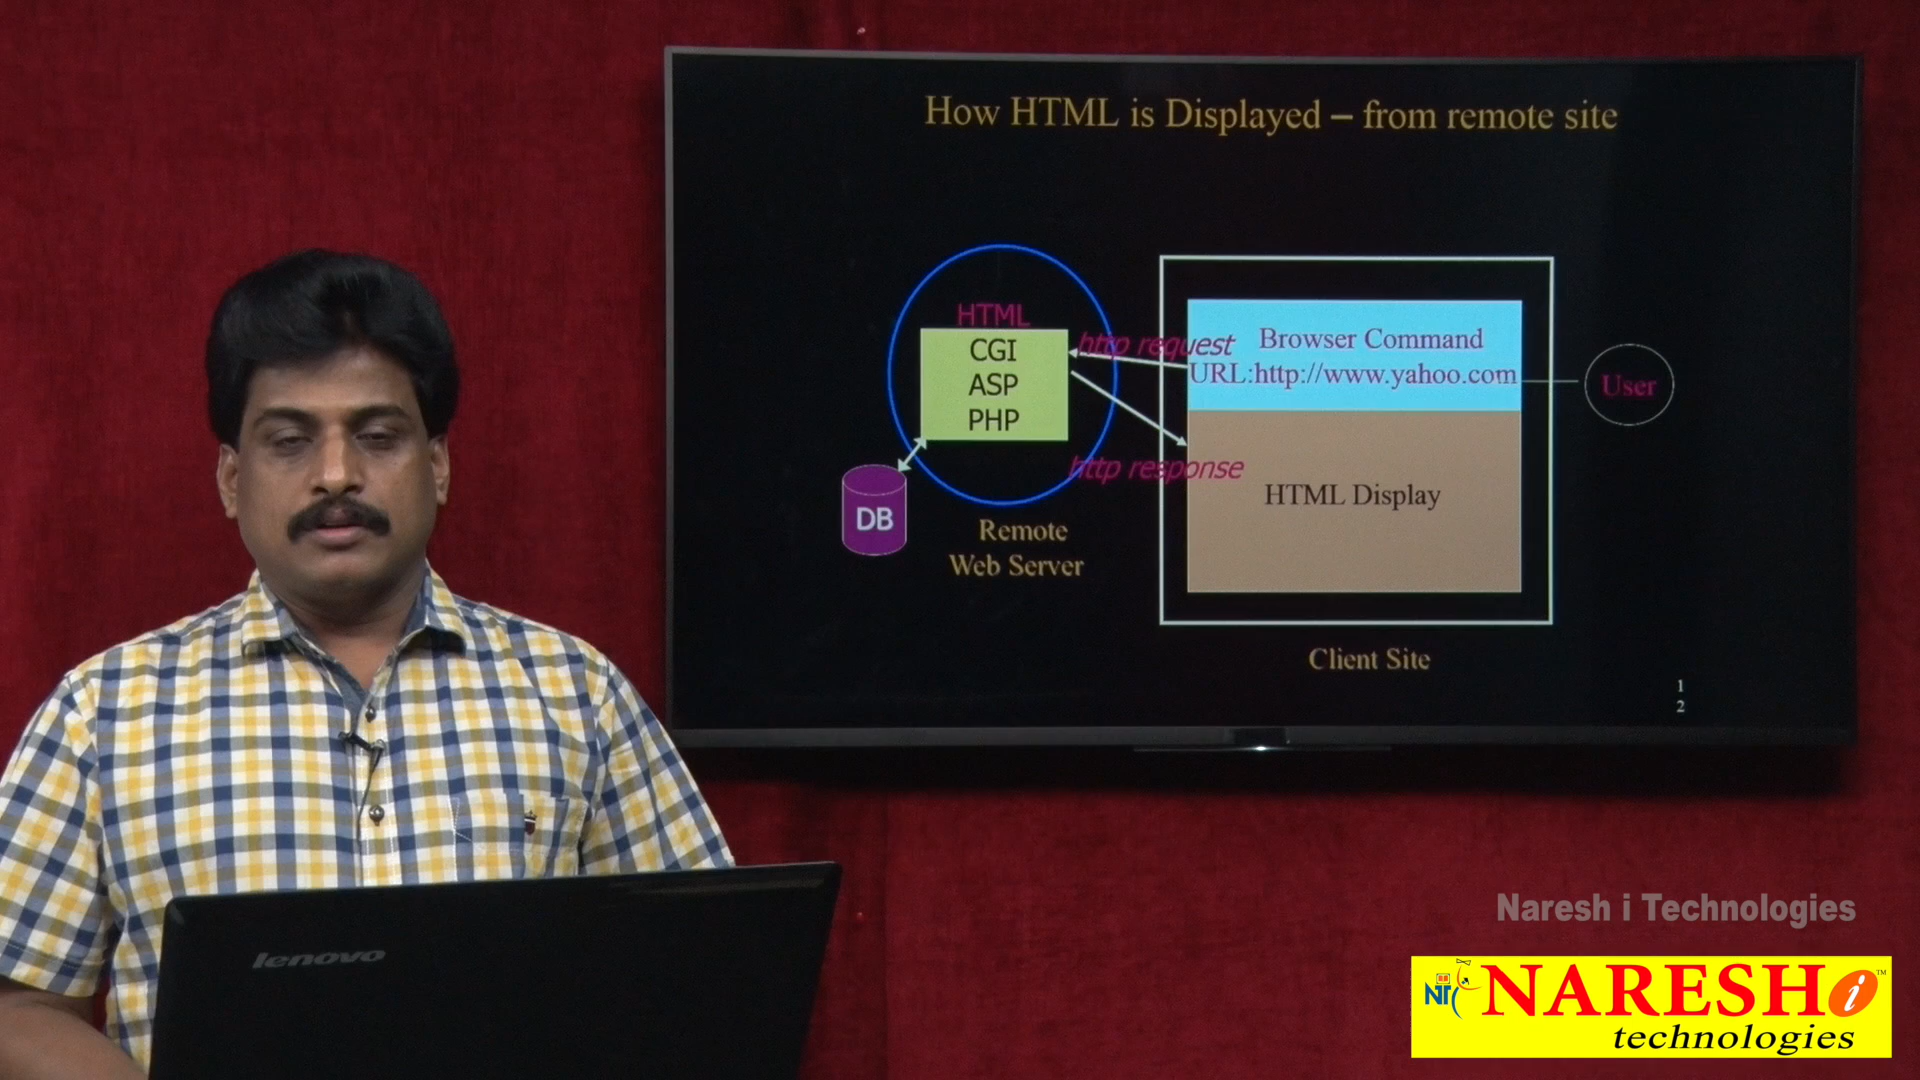 How HTML is Displayed – from remote site
HTML
CGI
ASP
PHP
http request
Browser Command
URL:http://www.yahoo.com
User
http response
HTML Display
DB
Remote
Web Server
Client Site
1
2
lenovo
Naresh i Technologies
NARESH i ™
technologies